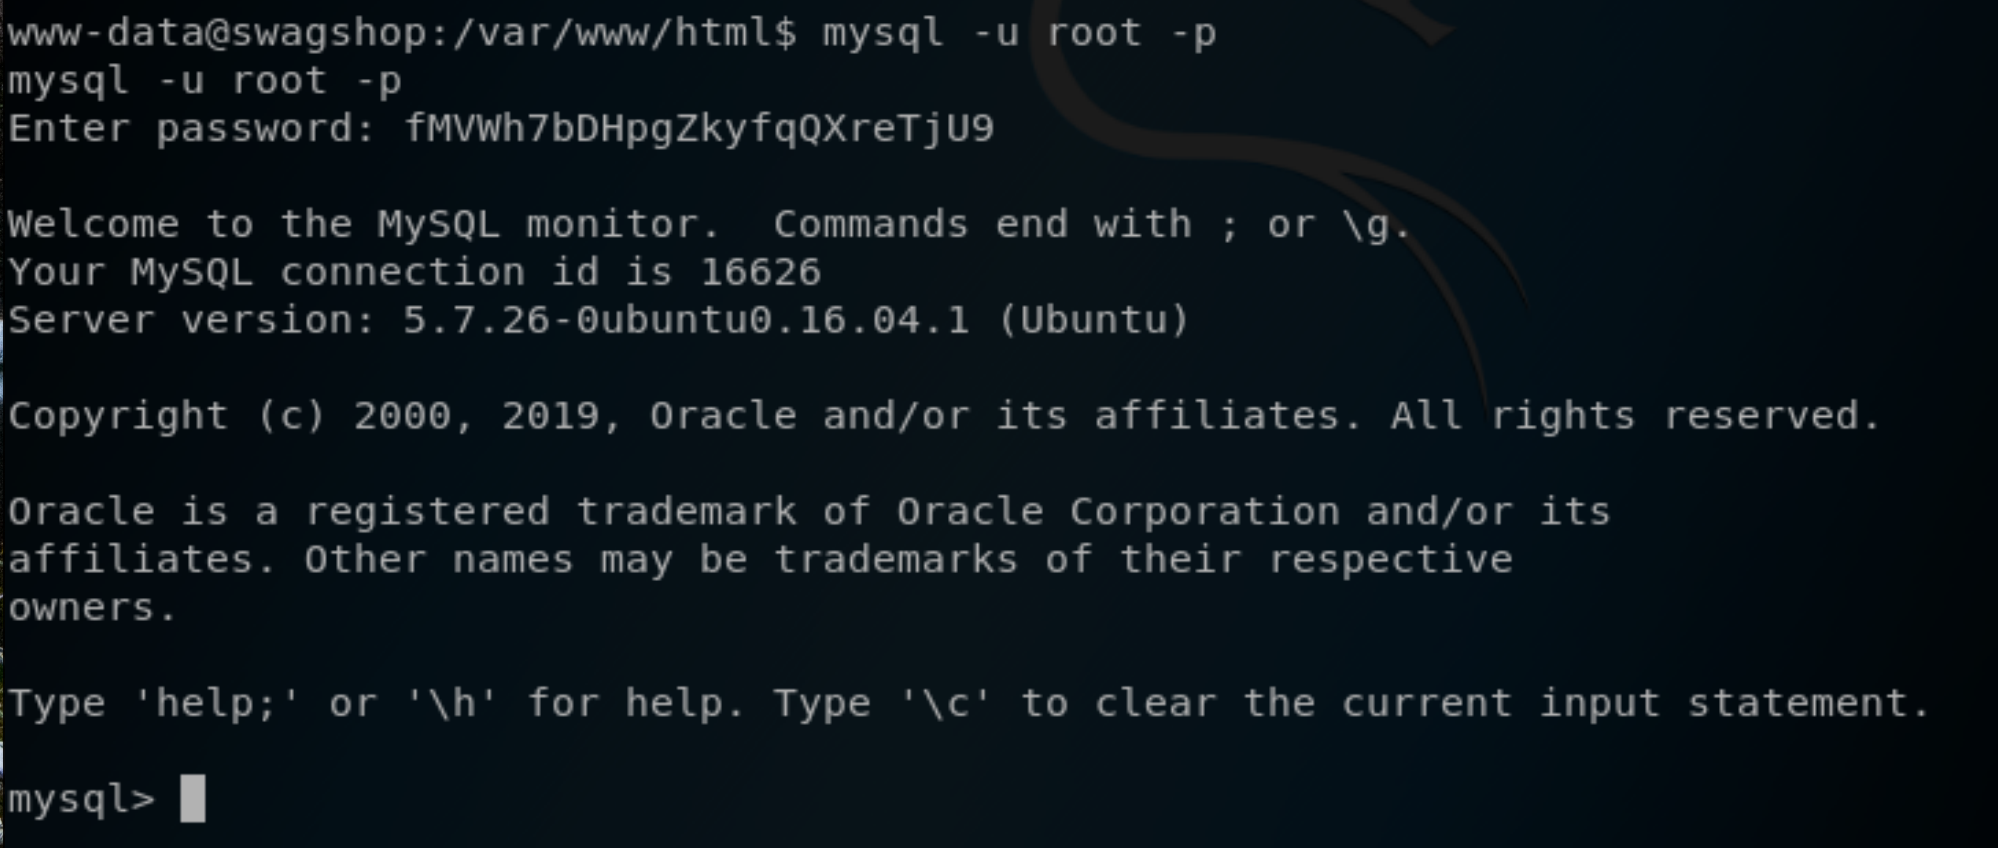 www-data@swagshop:/var/www/html$ mysql -u root -p
mysql -u root -p
Enter password: fMVWh7bDHpgZkyfqQXreTjU9
Welcome to the MySQL monitor.  Commands end with ; or \g.
Your MySQL connection id is 16626
Server version: 5.7.26-0ubuntu0.16.04.1 (Ubuntu)
Copyright (c) 2000, 2019, Oracle and/or its affiliates. All rights reserved.
Oracle is a registered trademark of Oracle Corporation and/or its
affiliates. Other names may be trademarks of their respective
owners.
Type 'help;' or '\h' for help. Type '\c' to clear the current input statement.
mysql>